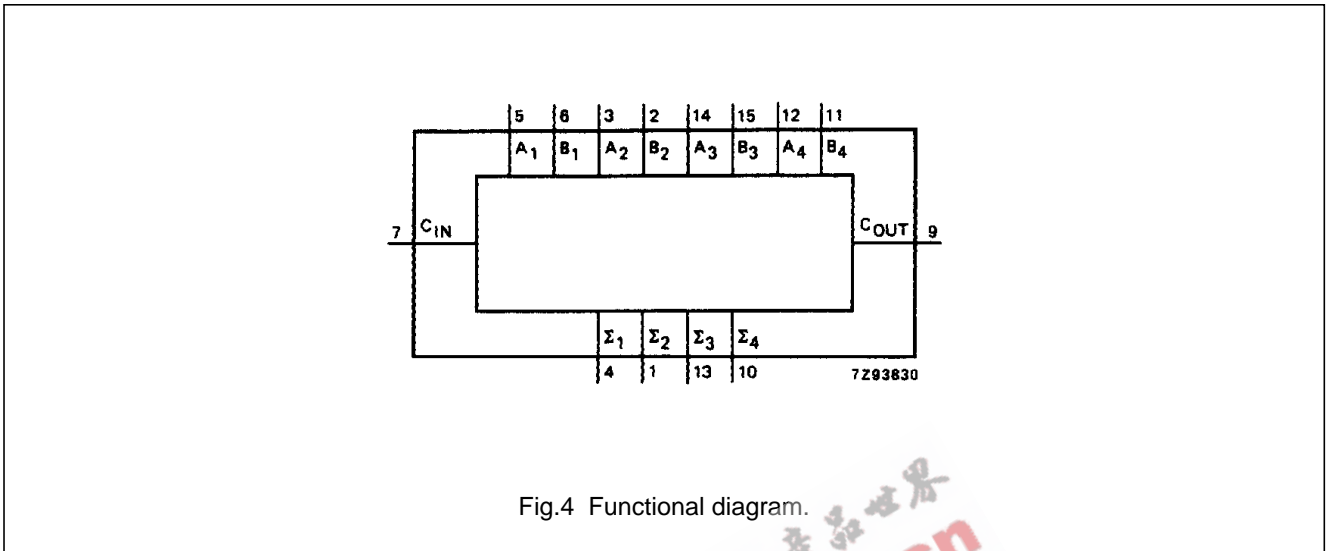 5 6 3 2 14 15 12 11
A1 B1 A2 B2 A3 B3 A4 B4
7 CIN COUT 9
Σ1 Σ2 Σ3 Σ4
4 1 13 10 7Z93830
Fig.4 Functional diagram.